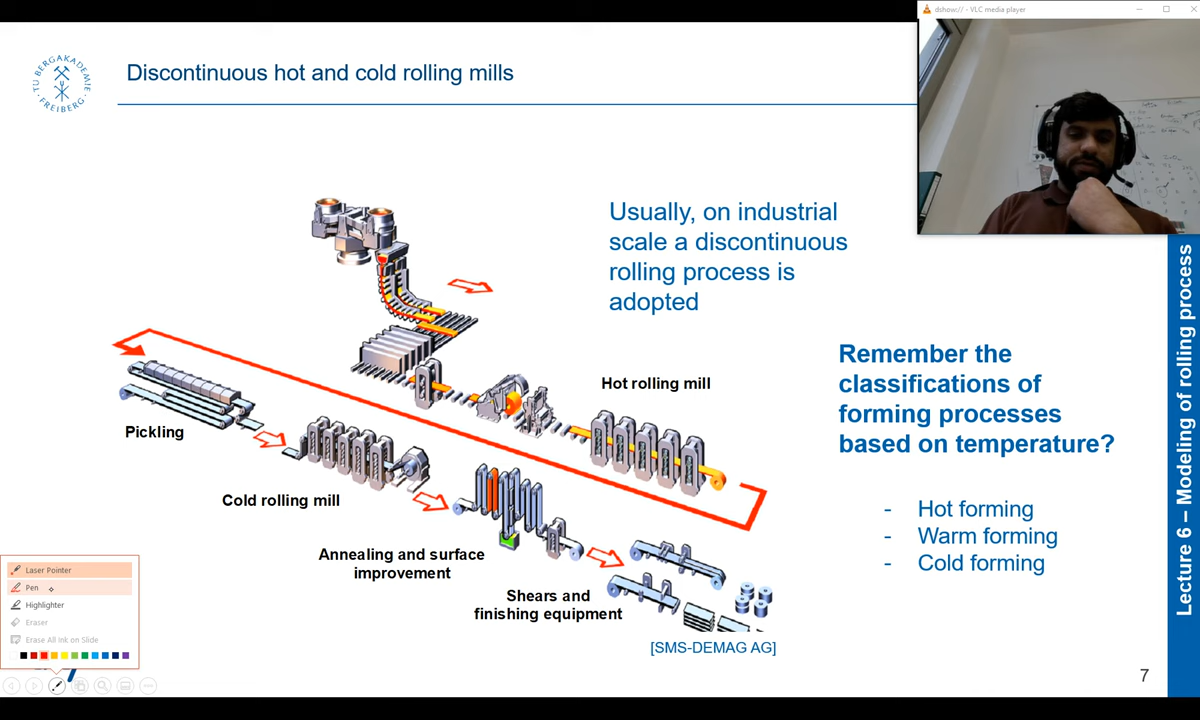 dshow:// - VLC media player
TU BERGAKADEMIE
FREIBERG
Discontinuous hot and cold rolling mills
Usually, on industrial
scale a discontinuous
rolling process is
adopted
Remember the
classifications of
forming processes
based on temperature?
- Hot forming
- Warm forming
- Cold forming
Hot rolling mill
Pickling
Cold rolling mill
Annealing and surface
improvement
Shears and
finishing equipment
[SMS-DEMAG AG]
Laser Pointer
Pen
Highlighter
Eraser
Erase All Ink on Slide
7
Lecture 6 – Modeling of rolling process